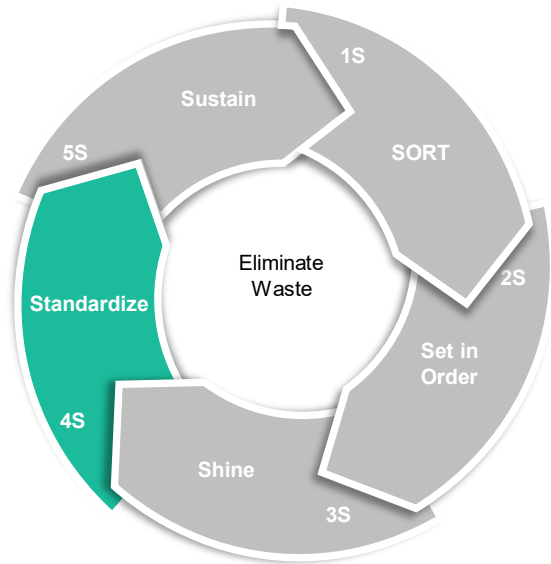 1S
SORT
2S
Set in
Order
3S
Shine
4S
Standardize
5S
Sustain
Eliminate
Waste